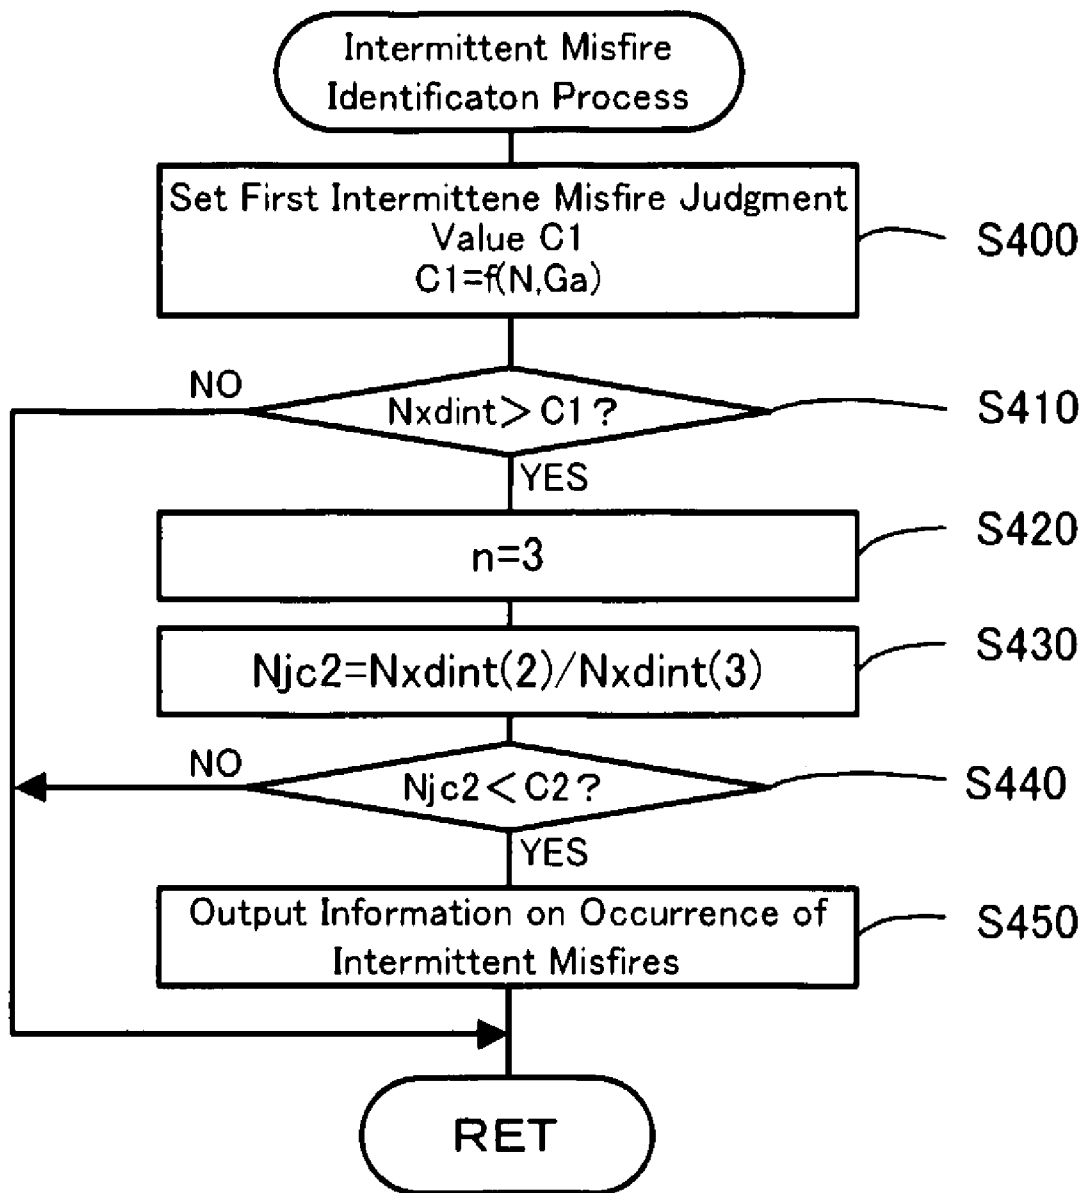 Intermittent Misfire
Identificaton Process
Set First Intermittene Misfire Judgment
Value C1
C1=f(N,Ga)
S400
NO
Nxdint>C1?
S410
YES
n=3
S420
Njc2=Nxdint(2)/Nxdint(3)
S430
NO
Njc2<C2?
S440
YES
Output Information on Occurrence of
Intermittent Misfires
S450
RET